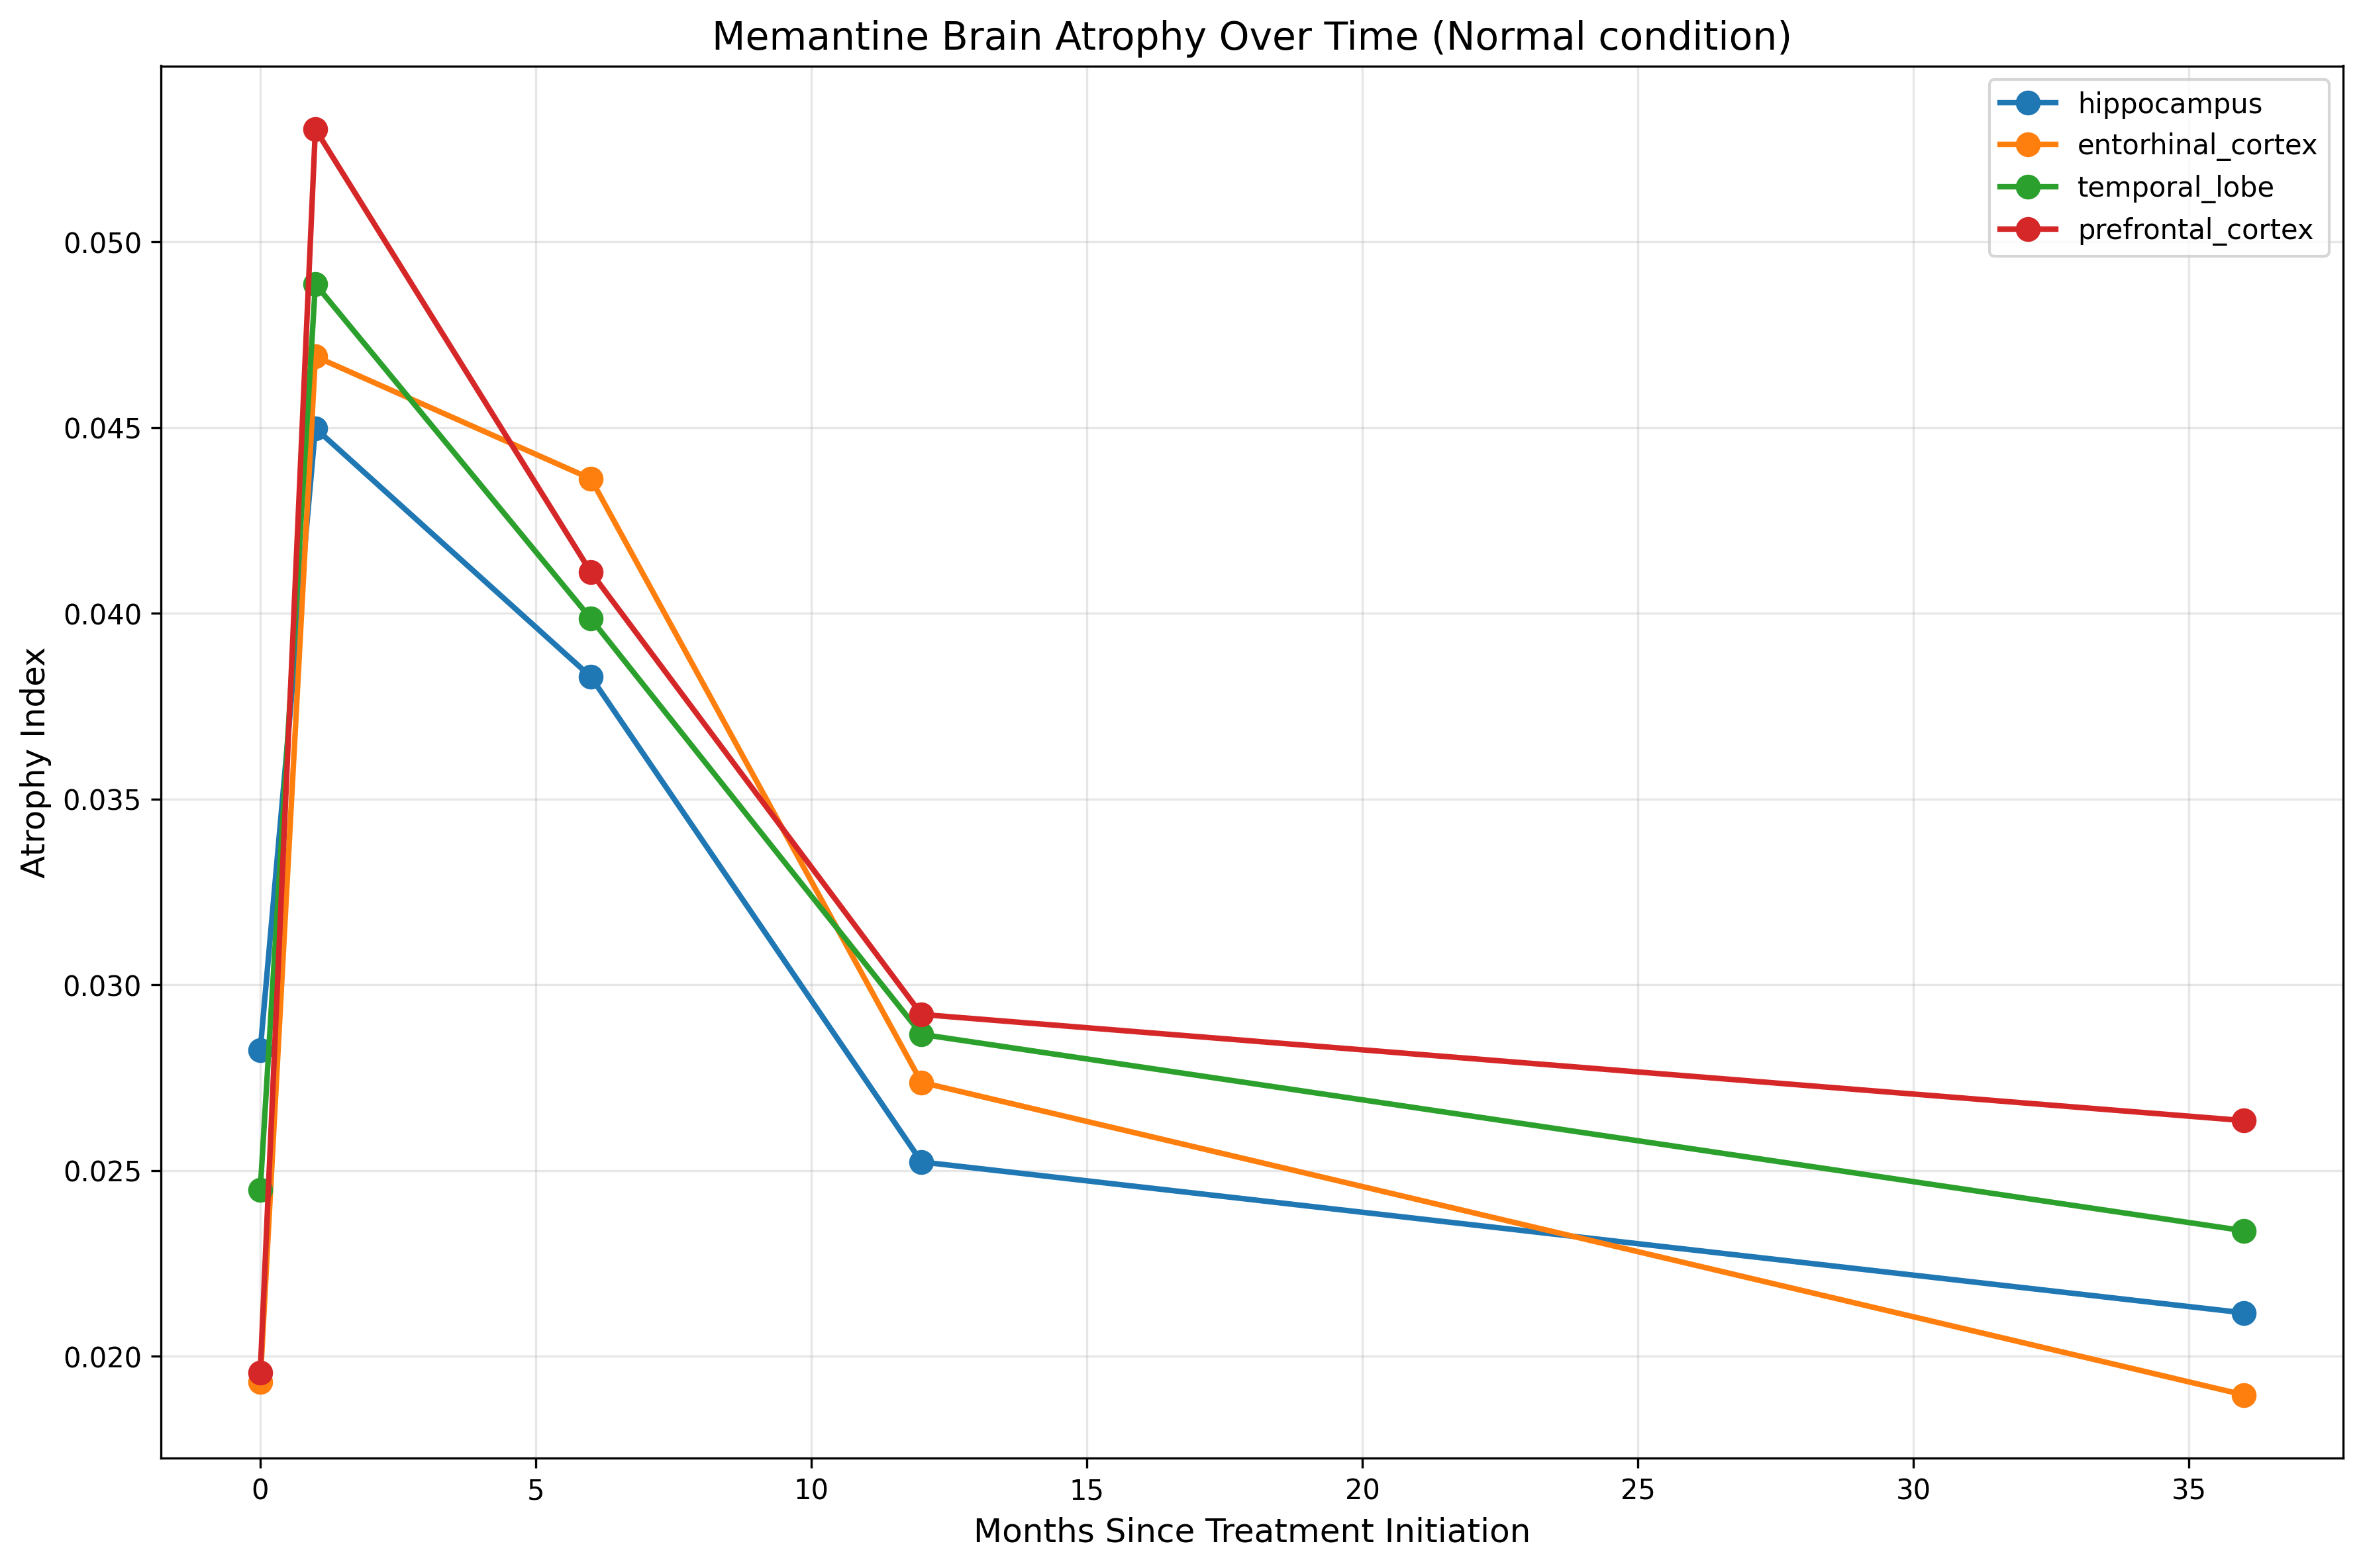 Memantine Brain Atrophy Over Time (Normal condition)
hippocampus
entorhinal_cortex
temporal_lobe
prefrontal_cortex
Atrophy Index
0.050
0.045
0.040
0.035
0.030
0.025
0.020
0 5 10 15 20 25 30 35
Months Since Treatment Initiation